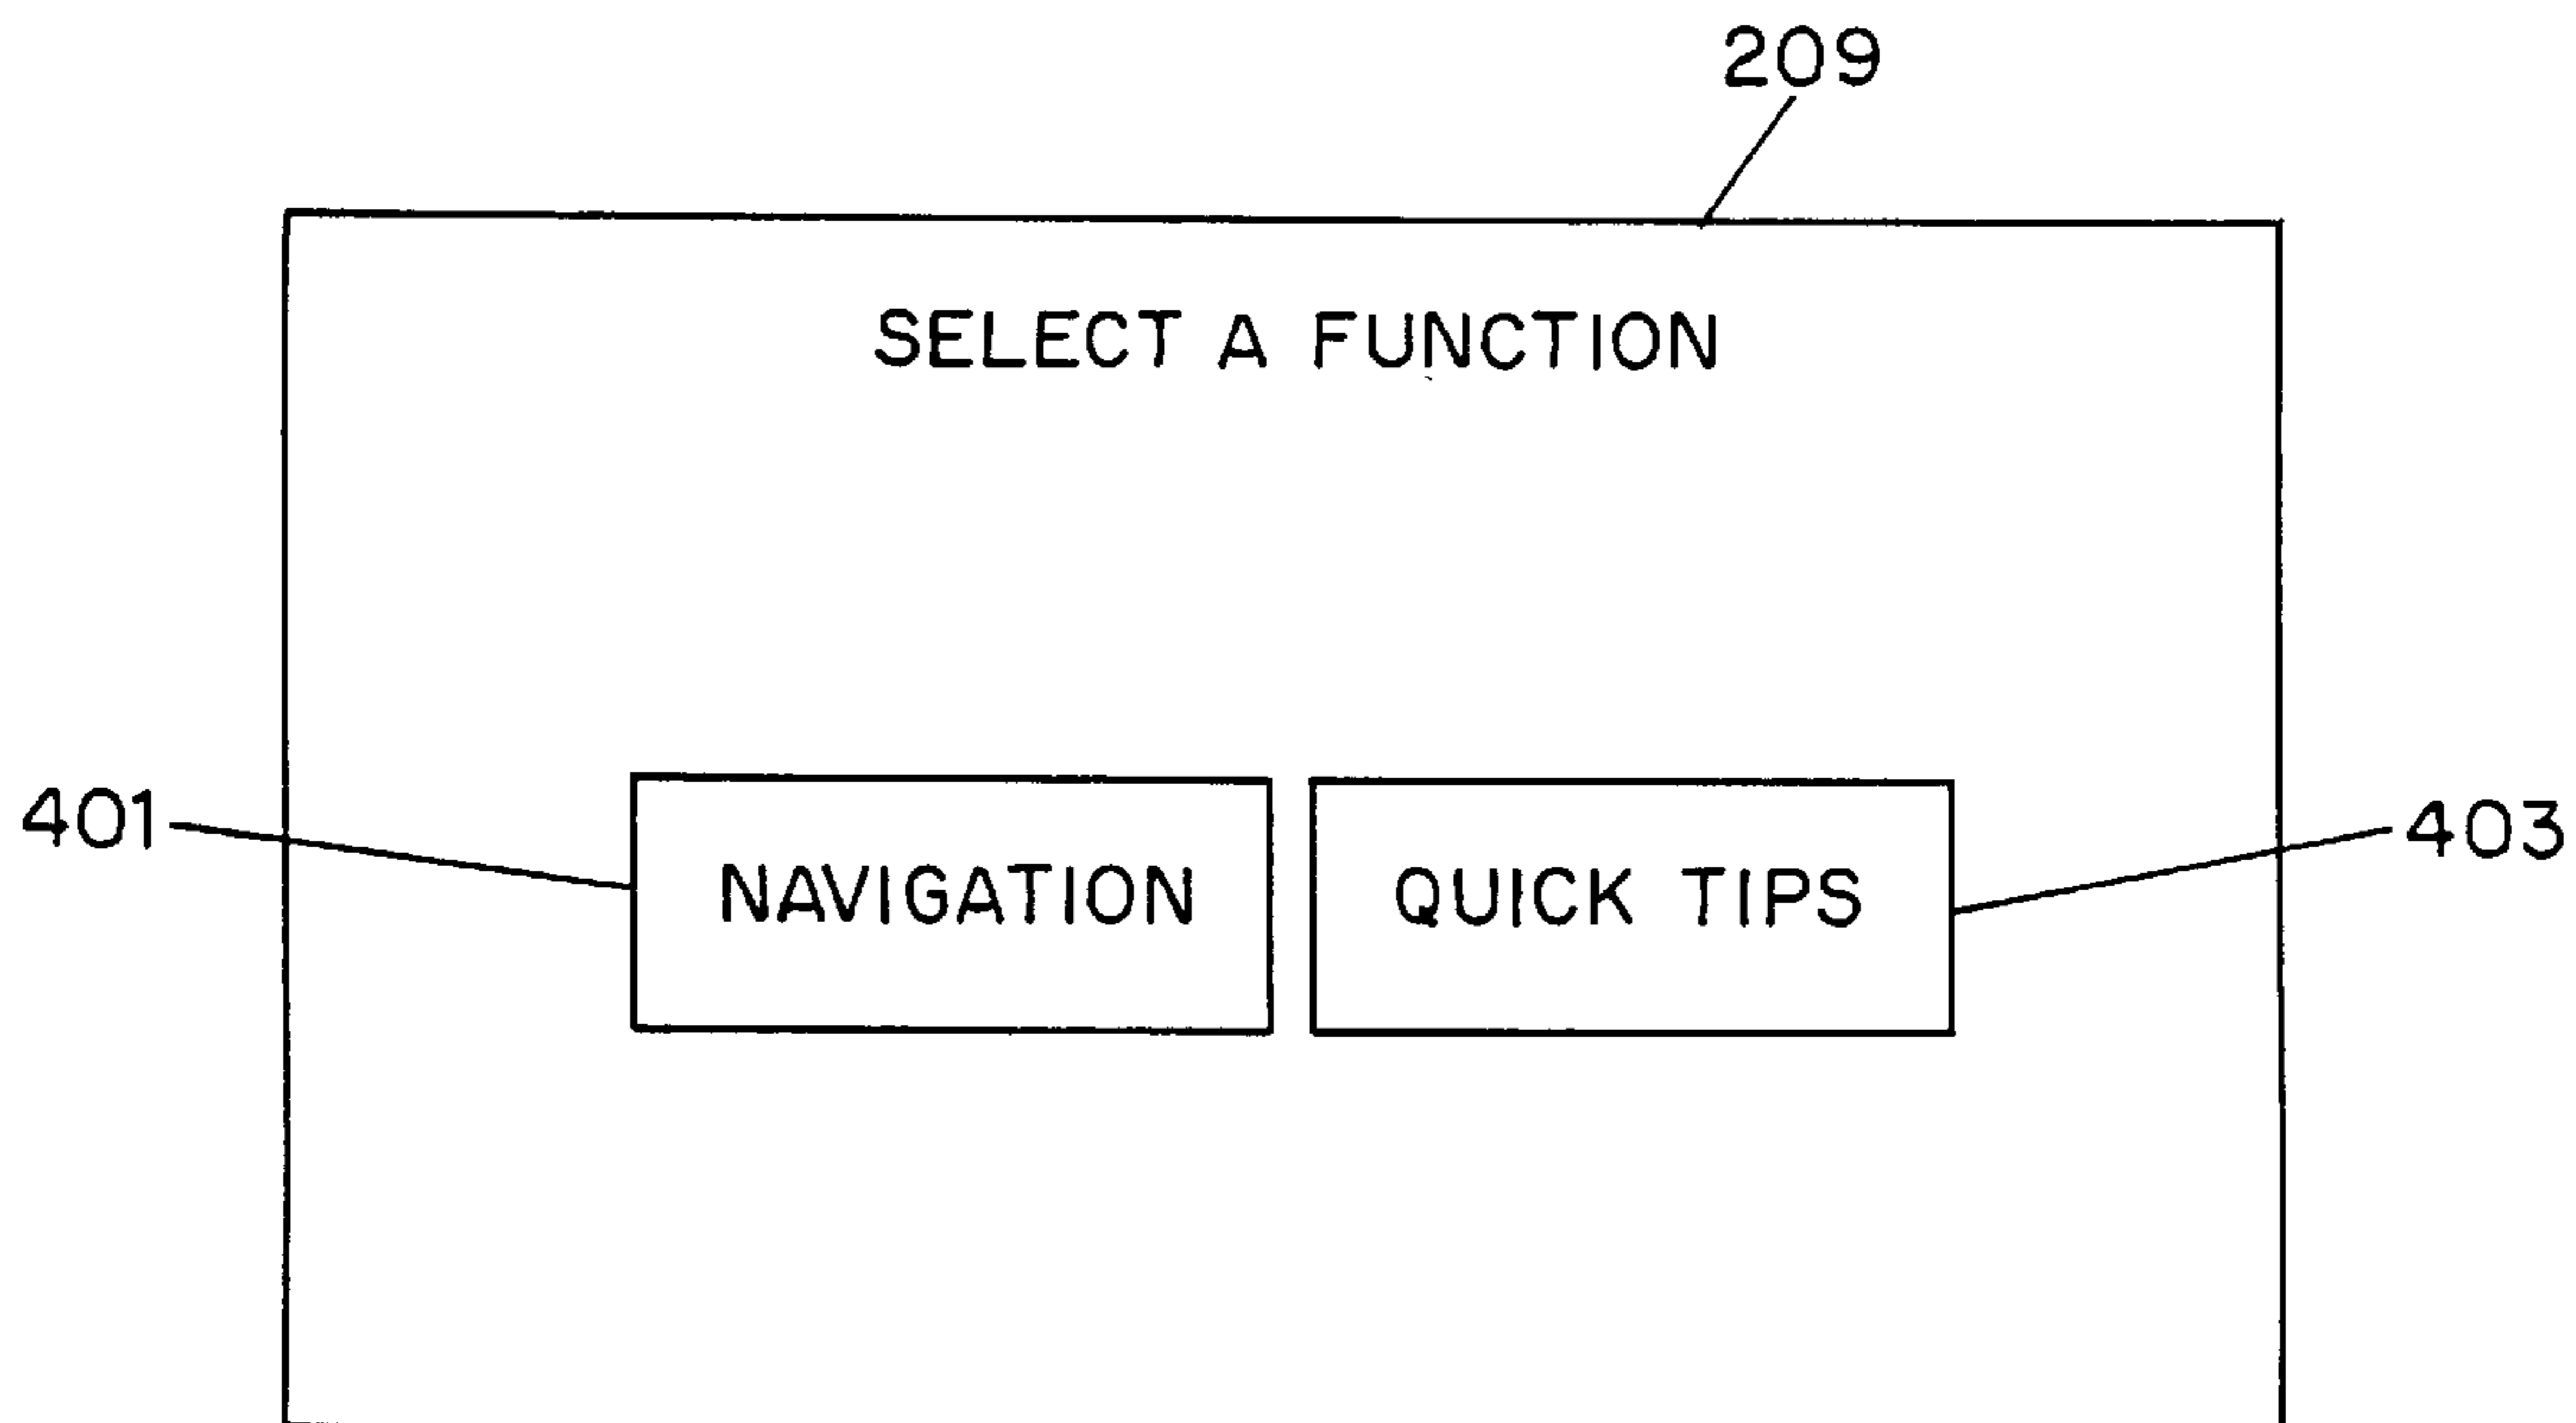 209
SELECT A FUNCTION
401
NAVIGATION
QUICK TIPS
403